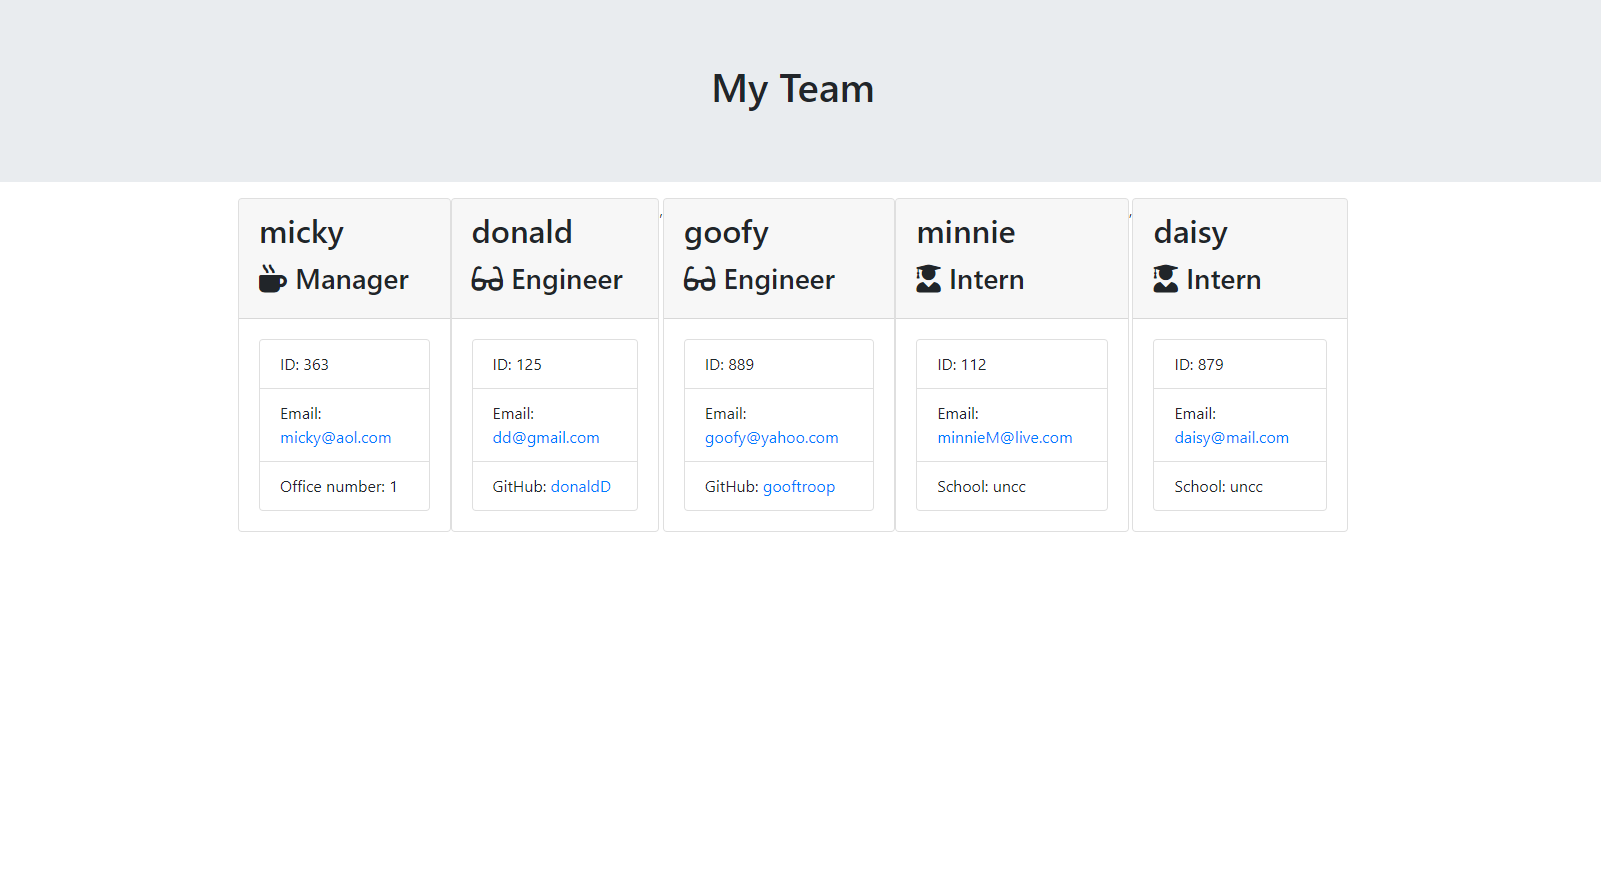 My Team
micky
Manager
ID: 363
Email:
micky@aol.com
Office number: 1
donald
Engineer
ID: 125
Email:
dd@gmail.com
GitHub: donaldD
,
goofy
Engineer
ID: 889
Email:
goofy@yahoo.com
GitHub: gooftroop
minnie
Intern
ID: 112
Email:
minnieM@live.com
School: uncc
,
daisy
Intern
ID: 879
Email:
daisy@mail.com
School: uncc